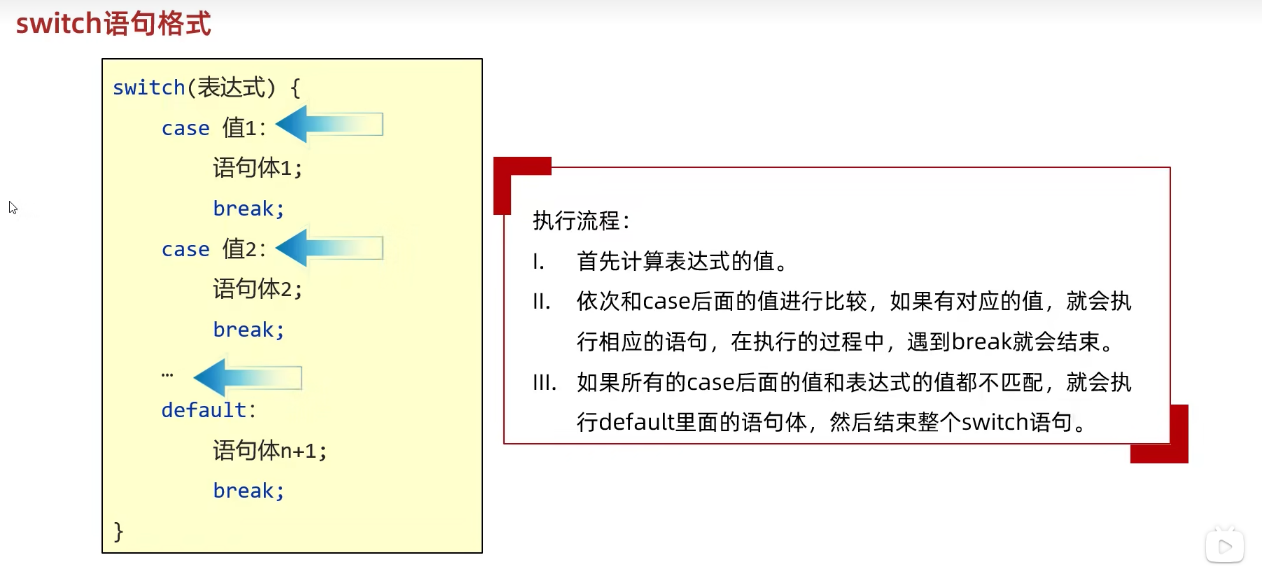 switch语句格式
switch(表达式) {
case 值1:
语句体1;
break;
case 值2:
语句体2;
break;
…
default:
语句体n+1;
break;
}
执行流程：
I. 首先计算表达式的值。
II. 依次和case后面的值进行比较，如果有对应的值，就会执
行相应的语句，在执行的过程中，遇到break就会结束。
III. 如果所有的case后面的值和表达式的值都不匹配，就会执
行default里面的语句体，然后结束整个switch语句。